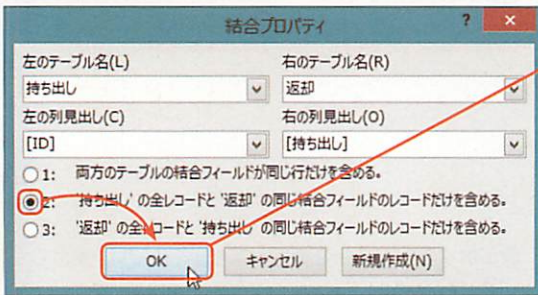 結合プロパティ ? ×
左のテーブル名(L) 右のテーブル名(R)
持ち出し 返却
左の列見出し(C) 右の列見出し(O)
[ID] [持ち出し]
1: 両方のテーブルの結合フィールドが同じ行だけを含める。
2: '持ち出し' の全レコードと '返却' の同じ結合フィールドのレコードだけを含める。
3: '返却' の全レコードと '持ち出し' の同じ結合フィールドのレコードだけを含める。
OK キャンセル 新規作成(N)